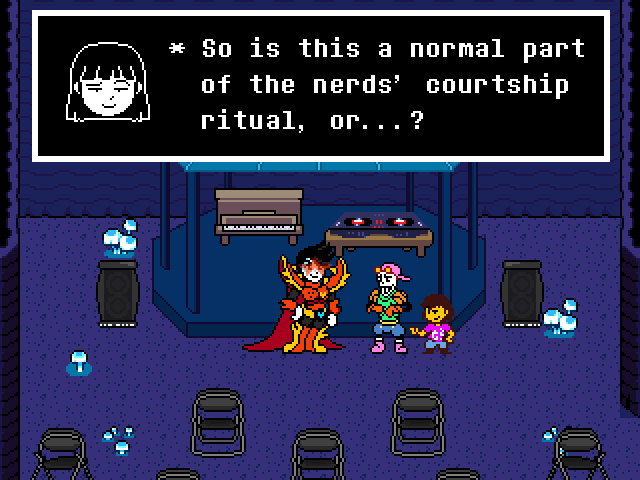 * So is this a normal part
of the nerds’ courtship
ritual, or...?